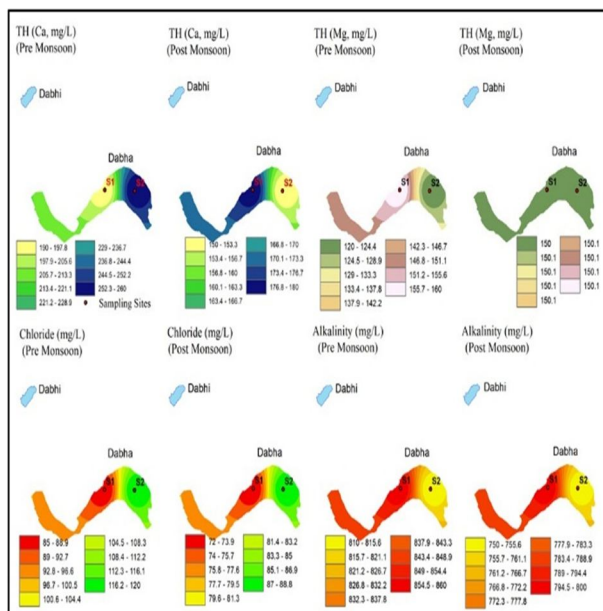 TH (Ca, mg/L)
(Pre Monsoon)
Dabhi
Dabha
S1
S2
190 - 197.8
197.9 - 205.6
205.7 - 213.3
213.4 - 221.1
221.2 - 228.9
229 - 236.7
236.8 - 244.4
244.5 - 252.2
252.3 - 260
Sampling Sites
TH (Ca, mg/L)
(Post Monsoon)
Dabhi
Dabha
S1
S2
150 - 153.3
153.4 - 156.7
156.8 - 160
160.1 - 163.3
163.4 - 166.7
166.8 - 170
170.1 - 173.3
173.4 - 176.7
176.8 - 180
TH (Mg, mg/L)
(Pre Monsoon)
Dabhi
Dabha
S1
S2
120 - 124.4
124.5 - 128.9
129 - 133.3
133.4 - 137.8
137.9 - 142.2
142.3 - 146.7
146.8 - 151.1
151.2 - 155.6
155.7 - 160
TH (Mg, mg/L)
(Post Monsoon)
Dabhi
Dabha
S1
S2
150
150
150.1
150.1
150.1
150.1
150.1
150.1
150.1
Chloride (mg/L)
(Pre Monsoon)
Dabhi
Dabha
S1
S2
85 - 88.9
89 - 92.7
92.8 - 96.6
96.7 - 100.5
100.6 - 104.4
104.5 - 108.3
108.4 - 112.2
112.3 - 116.1
116.2 - 120
Chloride (mg/L)
(Post Monsoon)
Dabhi
Dabha
S1
S2
72 - 73.9
74 - 75.7
75.8 - 77.6
77.7 - 79.5
79.6 - 81.3
81.4 - 83.2
83.3 - 85
85.1 - 86.9
87 - 88.8
Alkalinity (mg/L)
(Pre Monsoon)
Dabhi
Dabha
S1
S2
810 - 815.6
815.7 - 821.1
821.2 - 826.7
826.8 - 832.2
832.3 - 837.8
837.9 - 843.3
843.4 - 848.9
849 - 854.4
854.5 - 860
Alkalinity (mg/L)
(Post Monsoon)
Dabhi
Dabha
S1
S2
750 - 755.6
755.7 - 761.1
761.2 - 766.7
766.8 - 772.2
772.3 - 777.8
777.9 - 783.3
783.4 - 788.9
789 - 794.4
794.5 - 800